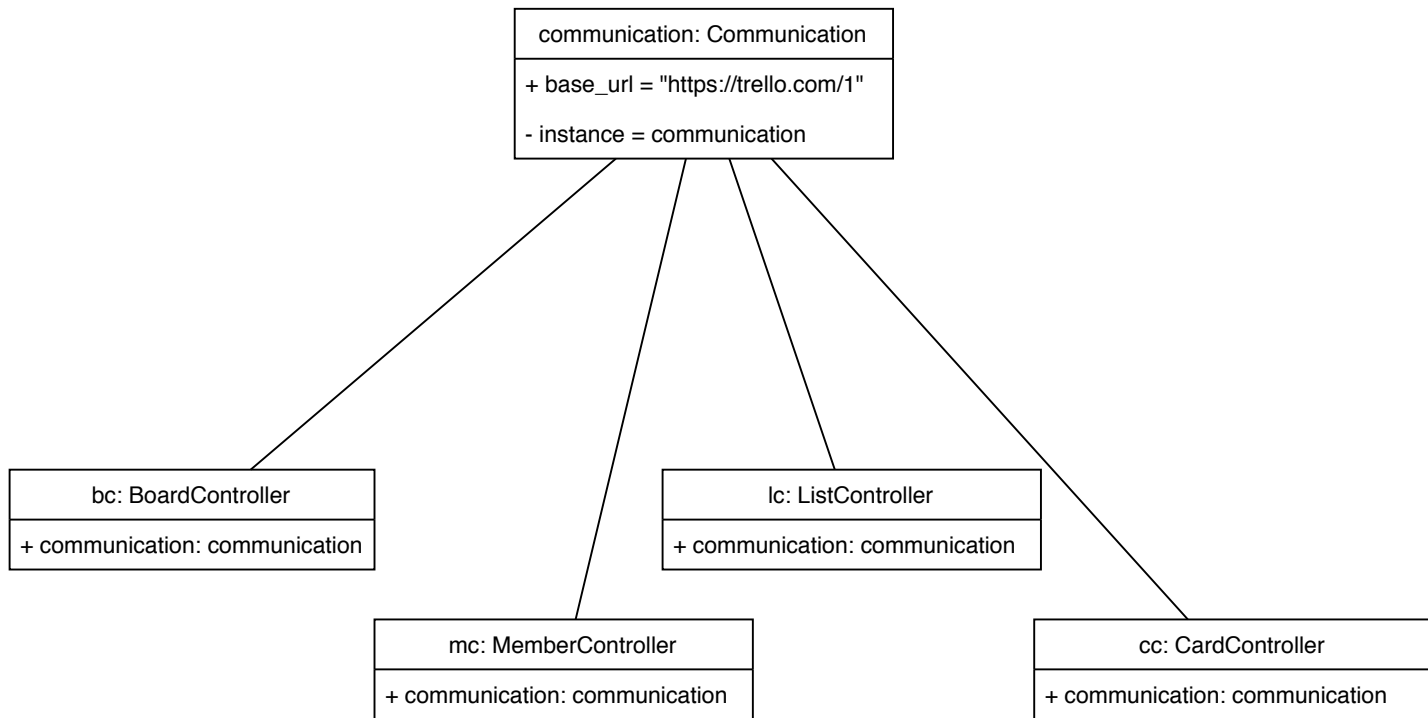 communication: Communication
+ base_url = "https://trello.com/1"
- instance = communication
bc: BoardController
+ communication: communication
lc: ListController
+ communication: communication
mc: MemberController
+ communication: communication
cc: CardController
+ communication: communication